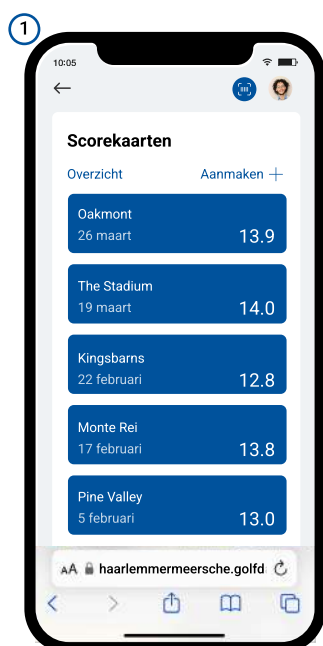 1
10:05
Scorekaarten
Overzicht Aanmaken +
Oakmont
26 maart 13.9
The Stadium
19 maart 14.0
Kingsbarns
22 februari 12.8
Monte Rei
17 februari 13.8
Pine Valley
5 februari 13.0
AA haarlemmermeersche.golfd